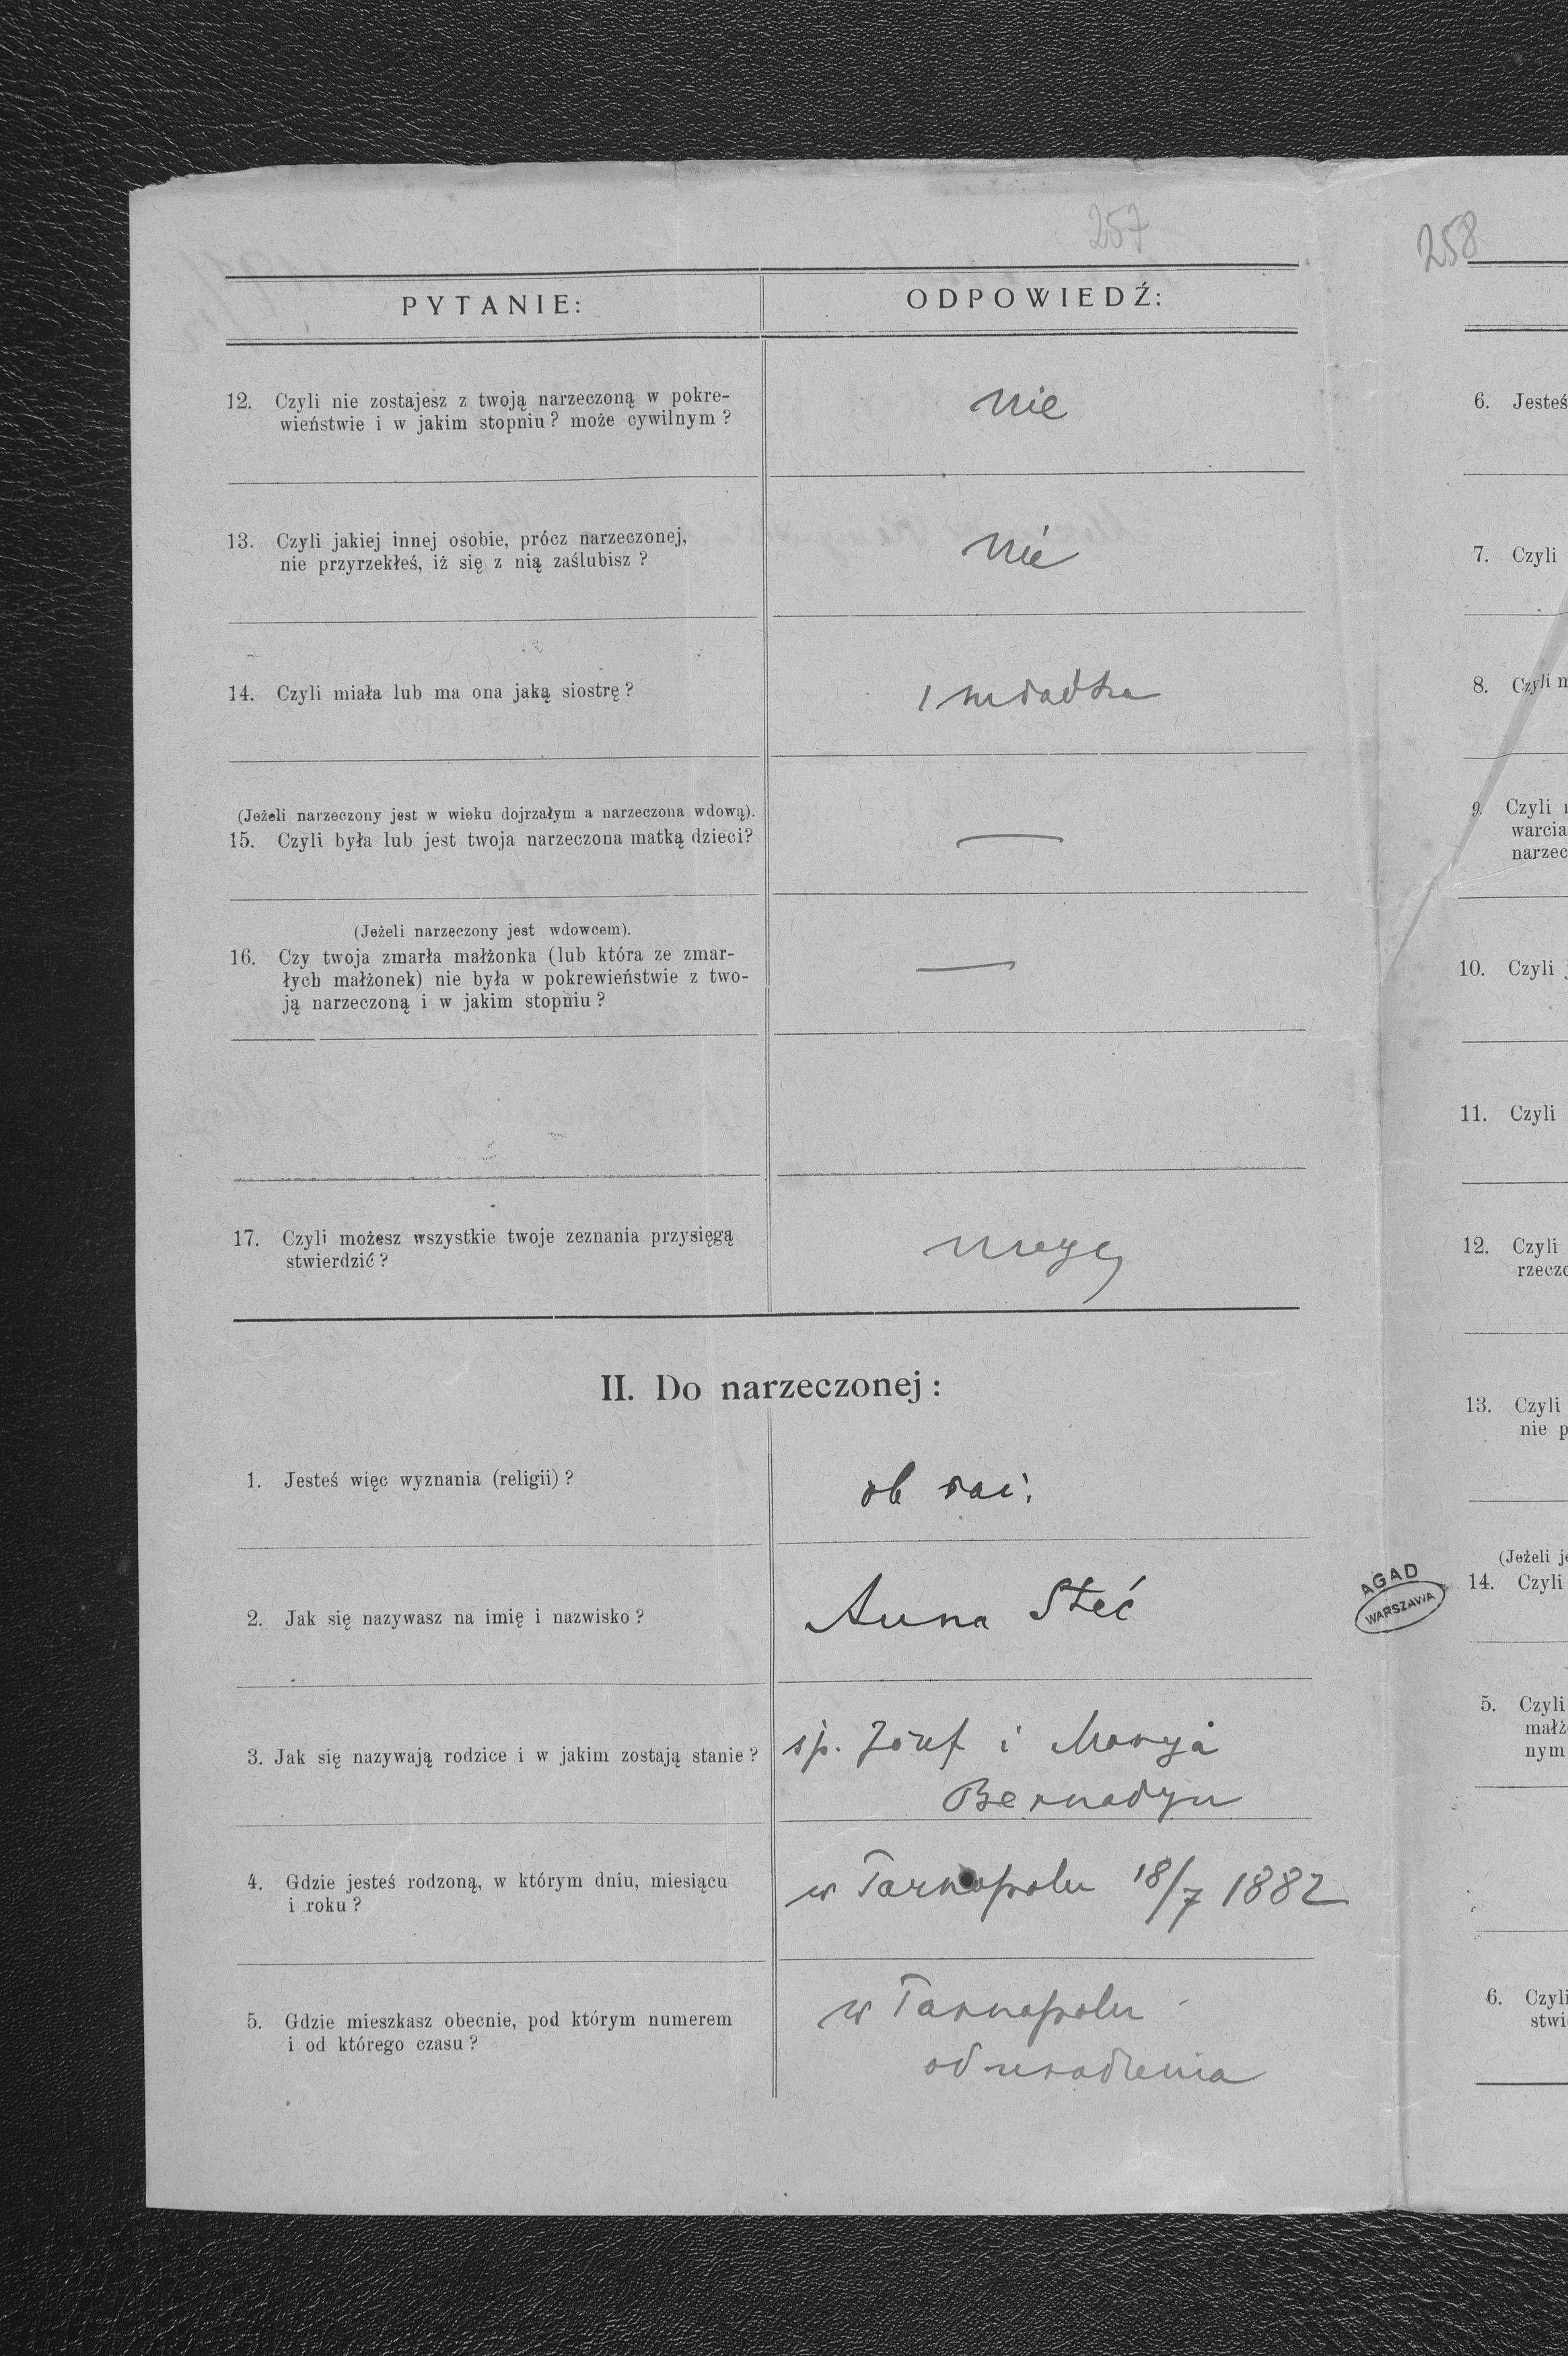 257
258
PYTANIE:
ODPOWIEDŹ:
12. Czyli nie zostajesz z twoją narzeczoną w pokre-
wieństwie i w jakim stopniu? może cywilnym?
nie
13. Czyli jakiej innej osobie, prócz narzeczonej,
nie przyrzekłeś, iż się z nią zaślubisz?
nie
14. Czyli miała lub ma ona jaką siostrę?
1
(Jeżeli narzeczony jest w wieku dojrzałym a narzeczona wdową).
15. Czyli była lub jest twoja narzeczona matką dzieci?
—
(Jeżeli narzeczony jest wdowcem).
16. Czy twoja zmarła małżonka (lub która ze zmar-
łych małżonek) nie była w pokrewieństwie z two-
ją narzeczoną i w jakim stopniu?
—
17. Czyli możesz wszystkie twoje zeznania przysięgą
stwierdzić?
mogę
II. Do narzeczonej:
1. Jesteś więc wyznania (religii)?
ob łać.
2. Jak się nazywasz na imię i nazwisko?
Anna Steć
3. Jak się nazywają rodzice i w jakim zostają stanie?
śp. Józef i Marya
Bernadyn
4. Gdzie jesteś rodzoną, w którym dniu, miesiącu
i roku?
w Tarnopolu 18/7 1882
5. Gdzie mieszkasz obecnie, pod którym numerem
i od którego czasu?
w Tarnopolu
od urodzenia
6. Jesteś
7. Czyli
8. Czyli m
9. Czyli
warcia
narzec
10. Czyli j
11. Czyli
12. Czyli
rzeczo
13. Czyli
nie p
(Jeżeli je
14. Czyli
AGAD
WARSZAWA
5. Czyli
małż
nym
6. Czyli
stwi